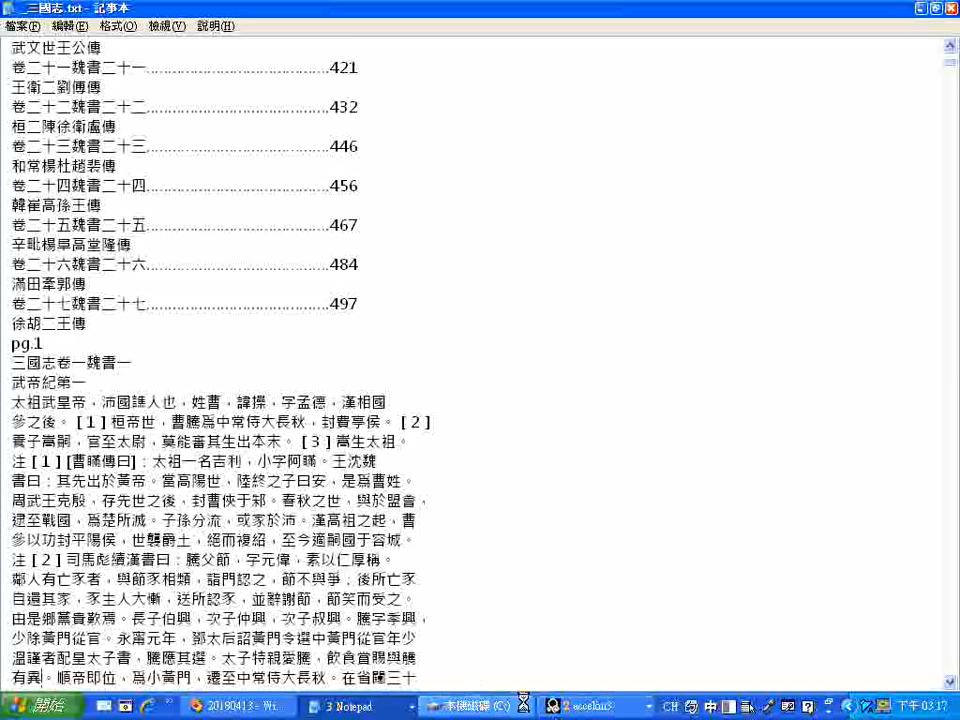 三國志.txt - 記事本
檔案(F) 編輯(E) 格式(O) 檢視(V) 說明(H)
武文世王公傳
卷二十一魏書二十一..........................................421
王衛二劉傅傳
卷二十二魏書二十二..........................................432
桓二陳徐衛盧傳
卷二十三魏書二十三..........................................446
和常楊杜趙裴傳
卷二十四魏書二十四..........................................456
韓崔高孫王傳
卷二十五魏書二十五..........................................467
辛毗楊阜高堂隆傳
卷二十六魏書二十六..........................................484
滿田牽郭傳
卷二十七魏書二十七..........................................497
徐胡二王傳
pg.1
三國志卷一魏書一
武帝紀第一
太祖武皇帝，沛國譙人也，姓曹，諱操，字孟德，漢相國
參之後。［1］桓帝世，曹騰爲中常侍大長秋，封費亭侯。［2］
養子嵩嗣，官至太尉，莫能審其生出本末。［3］嵩生太祖。
注［1］[曹瞞傳曰]：太祖一名吉利，小字阿瞞。王沈魏
書曰：其先出於黃帝。當高陽世，陸終之子曰安，是爲曹姓。
周武王克殷，存先世之後，封曹俠于邾。春秋之世，與於盟會，
逮至戰國，爲楚所滅。子孫分流，或家於沛。漢高祖之起，曹
參以功封平陽侯，世襲爵土，絕而複紹，至今適嗣國于容城。
注［2］司馬彪續漢書曰：騰父節，字元偉，素以仁厚稱。
鄰人有亡豕者，與節豕相類，詣門認之，節不與爭；後所亡豕
自還其家，豕主人大慚，送所認豕，並辭謝節，節笑而受之。
由是鄉黨貴歎焉。長子伯興，次子仲興，次子叔興。騰字季興，
少除黃門從官。永甯元年，鄧太后詔黃門令選中黃門從官年少
溫謹者配皇太子書，騰應其選。太子特親愛騰，飲食賞賜與衆
有異。順帝即位，爲小黃門，遷至中常侍大長秋。在省闥三十
開始 20180413 - Wi... 3 Notepad 本機磁碟 (C:) 2 accelon3 CH 中 下午 03:17